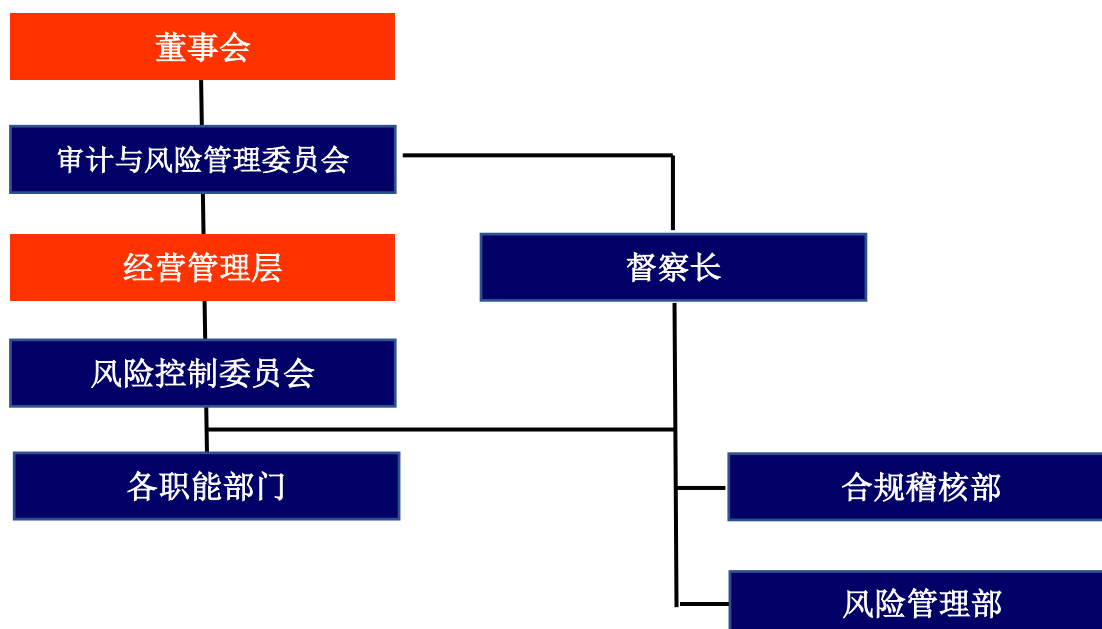 董事会
审计与风险管理委员会
经营管理层
督察长
风险控制委员会
各职能部门
合规稽核部
风险管理部